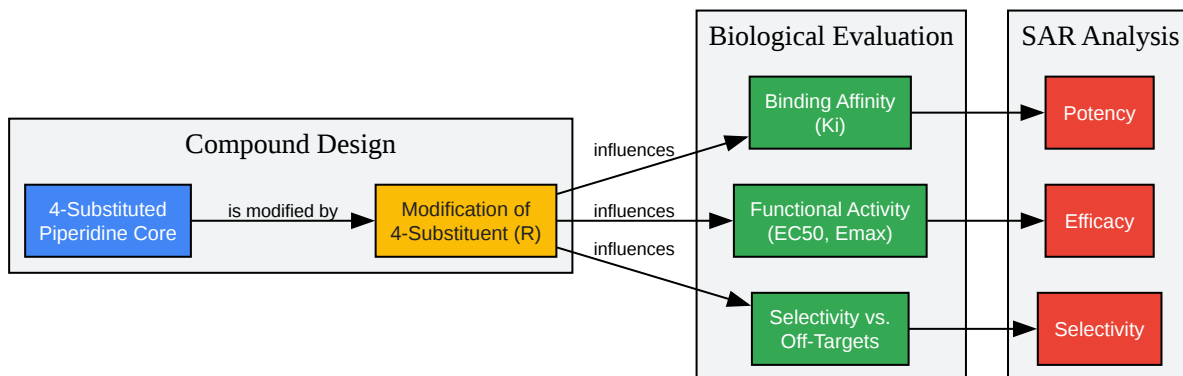 Compound Design
4-Substituted
Piperidine Core
is modified by
Modification of
4-Substituent (R)
influences
influences
influences
Biological Evaluation
Binding Affinity
(Ki)
Functional Activity
(EC50, Emax)
Selectivity vs.
Off-Targets
SAR Analysis
Potency
Efficacy
Selectivity